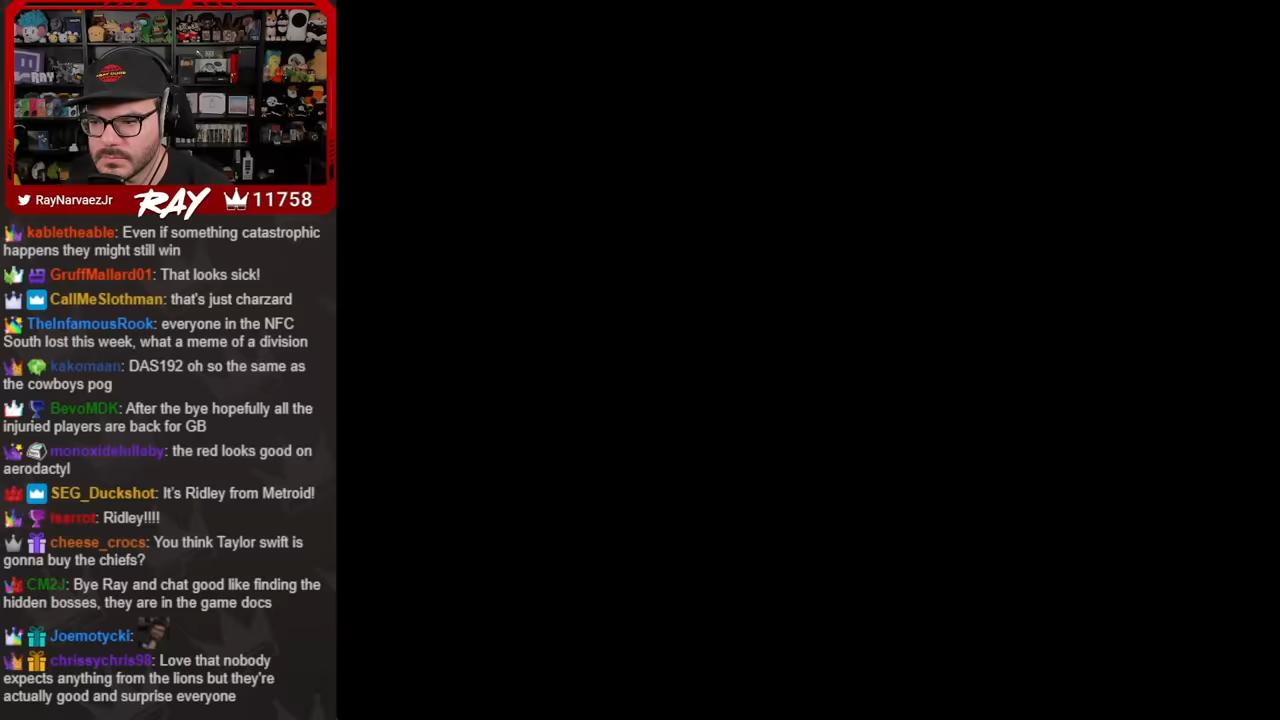 RayNarvaezJr
RAY
11758
kabletheable: Even if something catastrophic
happens they might still win
GruffMallard01: That looks sick!
CallMeSlothman: that's just charzard
TheInfamousRook: everyone in the NFC
South lost this week, what a meme of a division
kakomaan: DAS192 oh so the same as
the cowboys pog
BevoMDK: After the bye hopefully all the
injured players are back for GB
monoxidelullaby: the red looks good on
aerodactyl
SEG_Duckshot: It's Ridley from Metroid!
Ridley!!!!
cheese_crocs: You think Taylor swift is
gonna buy the chiefs?
CM2J: Bye Ray and chat good like finding the
hidden bosses, they are in the game docs
Joemotycki:
chrissychris98: Love that nobody
expects anything from the lions but they're
actually good and surprise everyone